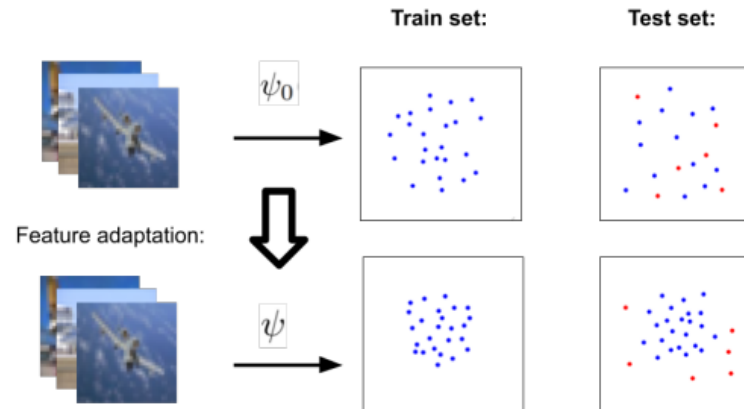 Train set:
Test set:
ψ₀
Feature adaptation:
ψ